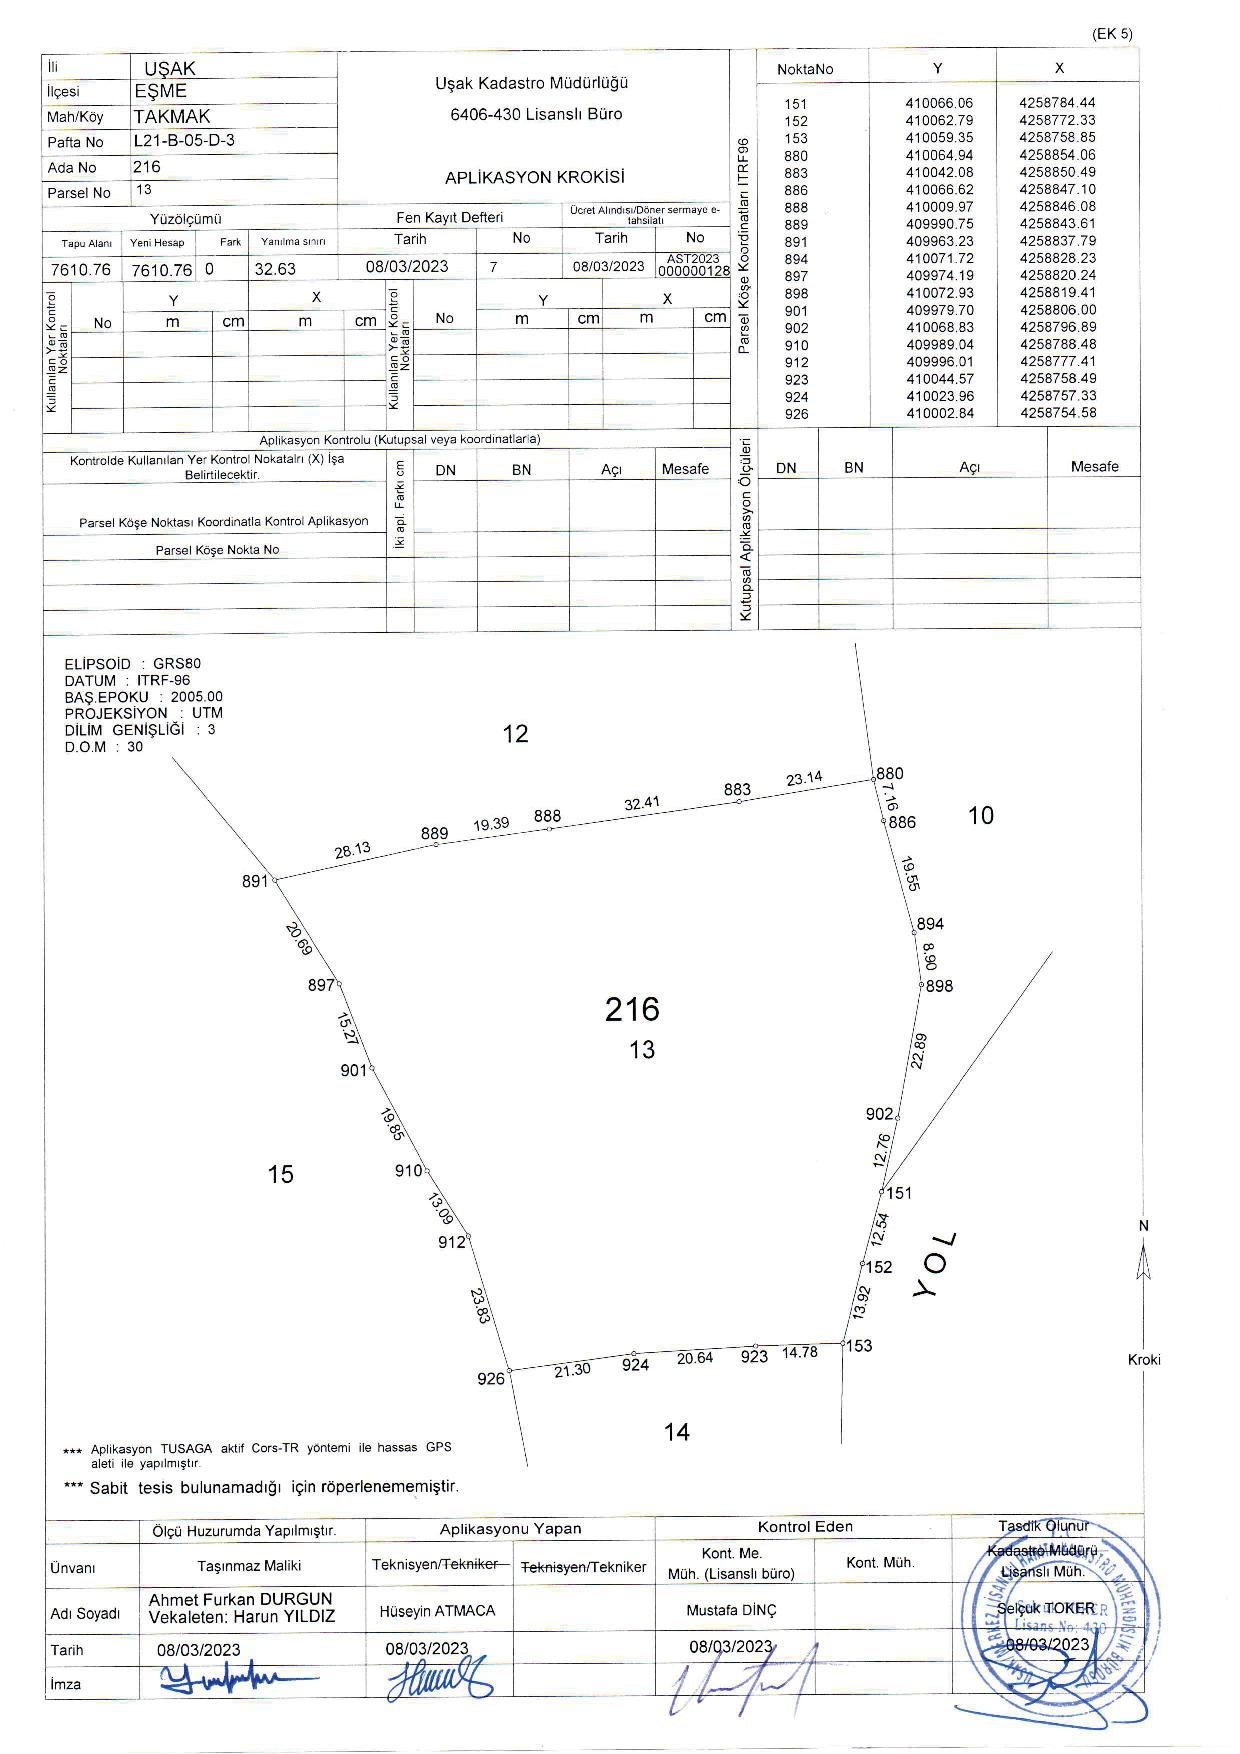 (EK 5)
İli UŞAK
İlçesi EŞME
Mah/Köy TAKMAK
Pafta No L21-B-05-D-3
Ada No 216
Parsel No 13
Uşak Kadastro Müdürlüğü
6406-430 Lisanslı Büro
APLİKASYON KROKİSİ
Yüzölçümü
Fen Kayıt Defteri
Ücret Alındısı/Döner sermaye e-tahsilatı
Tapu Alanı Yeni Hesap Fark Yanılma sınırı Tarih No Tarih No
7610.76 7610.76 0 32.63 08/03/2023 7 08/03/2023 AST2023
000000128
Kullanılan Yer Kontrol Noktaları
No Y X
m cm m cm
Kullanılan Yer Kontrol Noktaları
No Y X
m cm m cm
Parsel Köşe Koordinatları ITRF96
NoktaNo Y X
151 410066.06 4258784.44
152 410062.79 4258772.33
153 410059.35 4258758.85
880 410064.94 4258854.06
883 410042.08 4258850.49
886 410066.62 4258847.10
888 410009.97 4258846.08
889 409990.75 4258843.61
891 409963.23 4258837.79
894 410071.72 4258828.23
897 409974.19 4258820.24
898 410072.93 4258819.41
901 409979.70 4258806.00
902 410068.83 4258796.89
910 409989.04 4258788.48
912 409996.01 4258777.41
923 410044.57 4258758.49
924 410023.96 4258757.33
926 410002.84 4258754.58
Aplikasyon Kontrolu (Kutupsal veya koordinatlarla)
Kontrolde Kullanılan Yer Kontrol Nokatalrı (X) İşa
Belirtilecektir.
Parsel Köşe Noktası Koordinatla Kontrol Aplikasyon
Parsel Köşe Nokta No
İki apl. Farkı cm
DN BN Açı Mesafe
Kutupsal Aplikasyon Ölçüleri
DN BN Açı Mesafe
ELİPSOİD : GRS80
DATUM : ITRF-96
BAŞ.EPOKU : 2005.00
PROJEKSİYON : UTM
DİLİM GENİŞLİĞİ : 3
D.O.M : 30
12
880
23.14
883
7.16
32.41
10
888
886
19.39
889
28.13
19.55
891
894
20.69
8.90
897
898
216
15.27
13
22.89
901
902
19.85
12.76
910
15
151
13.09
12.54
912
YOL
N
152
23.83
13.92
153
14.78
923
20.64
924
21.30
926
Kroki
14
*** Aplikasyon TUSAGA aktif Cors-TR yöntemi ile hassas GPS
aleti ile yapılmıştır.
*** Sabit tesis bulunamadığı için röperlenememiştir.
Ölçü Huzurumda Yapılmıştır. Aplikasyonu Yapan Kontrol Eden Tasdik Olunur
Ünvanı Taşınmaz Maliki Teknisyen/Tekniker Teknisyen/Tekniker Kont. Me.
Müh. (Lisanslı büro) Kont. Müh. Kadastro Müdürü
Lisanslı Müh.
Adı Soyadı Ahmet Furkan DURGUN
Vekaleten: Harun YILDIZ Hüseyin ATMACA Mustafa DİNÇ Selçuk TOKER
Lisans No: 430
Tarih 08/03/2023 08/03/2023 08/03/2023 08/03/2023
İmza